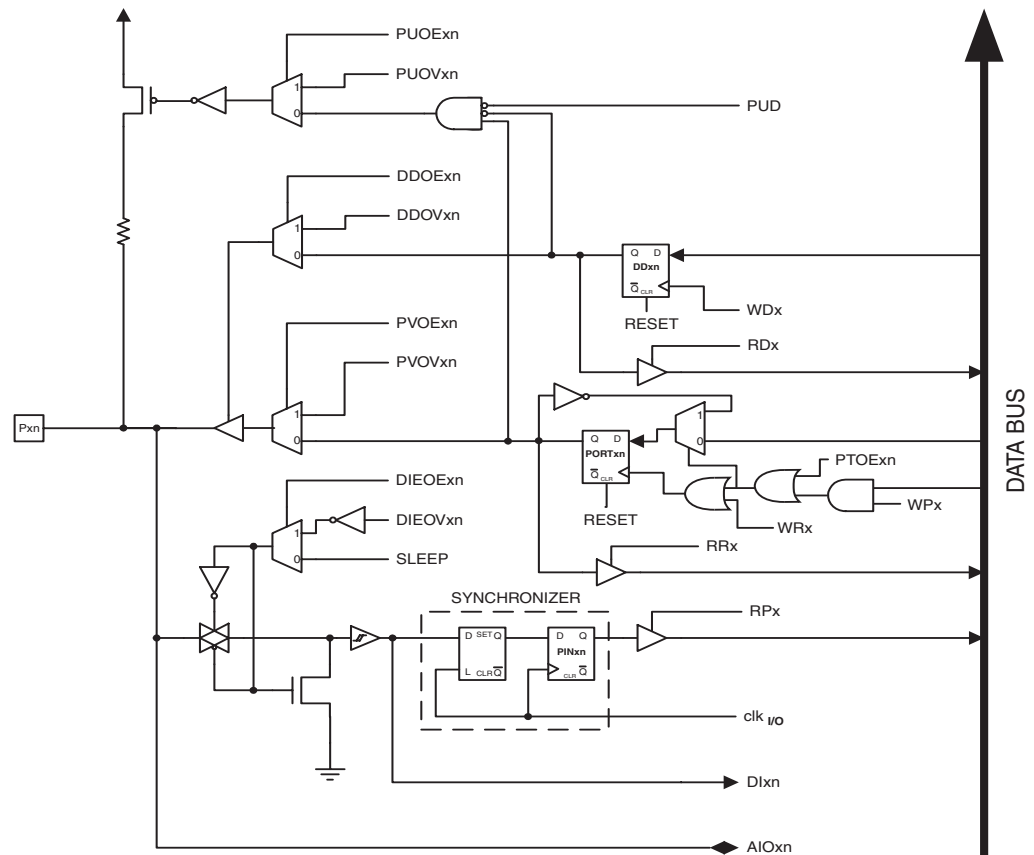 PUOExn
PUOVxn
1
0
PUD
DDOExn
DDOVxn
1
0
Q D
DDxn
Q CLR
WDx
RESET
RDx
PVOExn
PVOVxn
1
0
Pxn
1
0
Q D
PORTxn
Q CLR
PTOExn
WPx
RESET
WRx
RRx
DATA BUS
DIEOExn
DIEOVxn
1
0
SLEEP
SYNCHRONIZER
D SET Q
L CLR Q
D Q
PINxn
CLR Q
RPx
clk I/O
DIxn
AIOxn